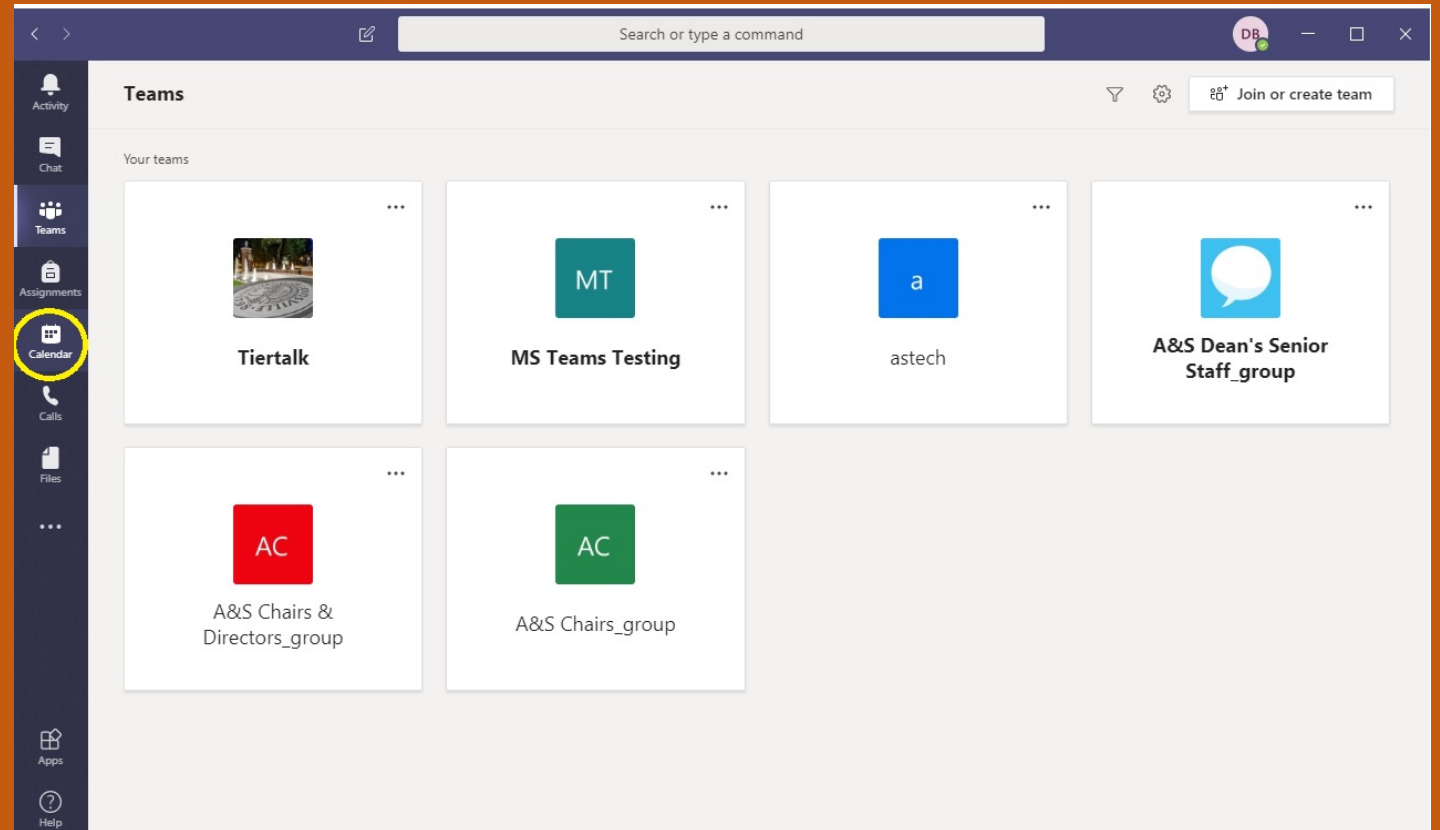 Search or type a command
DB
Activity
Chat
Teams
Assignments
Calendar
Calls
Files
Apps
Help
Teams
Join or create team
Your teams
Tiertalk
MT
MS Teams Testing
a
astech
A&S Dean's Senior
Staff_group
AC
A&S Chairs &
Directors_group
AC
A&S Chairs_group